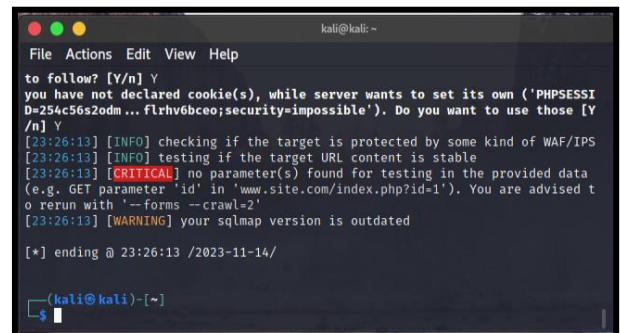 kali@kali: ~
File Actions Edit View Help
to follow? [Y/n] Y
you have not declared cookie(s), while server wants to set its own ('PHPSESSI
D=254c56s2odm ... flrhv6bceo;security=impossible'). Do you want to use those [Y
/n] Y
[23:26:13] [INFO] checking if the target is protected by some kind of WAF/IPS
[23:26:13] [INFO] testing if the target URL content is stable
[23:26:13] [CRITICAL] no parameter(s) found for testing in the provided data
(e.g. GET parameter 'id' in 'www.site.com/index.php?id=1'). You are advised t
o rerun with '--forms --crawl=2'
[23:26:13] [WARNING] your sqlmap version is outdated
[*] ending @ 23:26:13 /2023-11-14/
┌──(kali㉿kali)-[~]
└─$